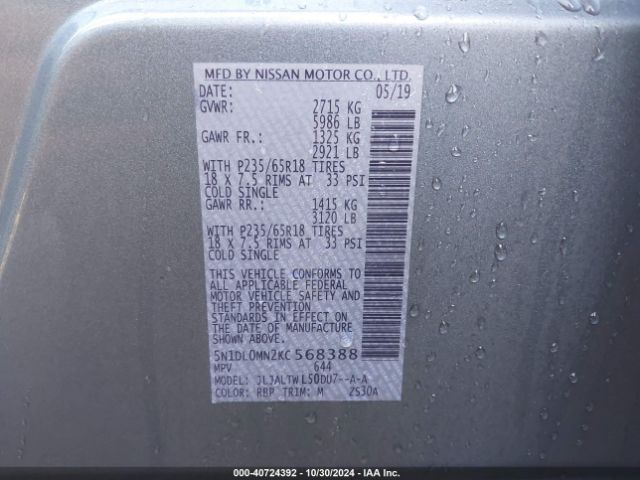 MFD BY NISSAN MOTOR CO., LTD.
DATE: 05/19
GVWR: 2715 KG
5986 LB
GAWR FR.: 1325 KG
2921 LB
WITH P235/65R18 TIRES
18 X 7.5 RIMS AT 33 PSI
COLD SINGLE
GAWR RR.: 1415 KG
3120 LB
WITH P235/65R18 TIRES
18 X 7.5 RIMS AT 33 PSI
COLD SINGLE
THIS VEHICLE CONFORMS TO
ALL APPLICABLE FEDERAL
MOTOR VEHICLE SAFETY AND
THEFT PREVENTION
STANDARDS IN EFFECT ON
THE DATE OF MANUFACTURE
SHOWN ABOVE.
5N1DL0MN2KC568388
MPV 644
MODEL: JLJALTWL50DU7--A-A
COLOR: RBP TRIM: M 2S30A
000-40724392 - 10/30/2024 - IAA Inc.